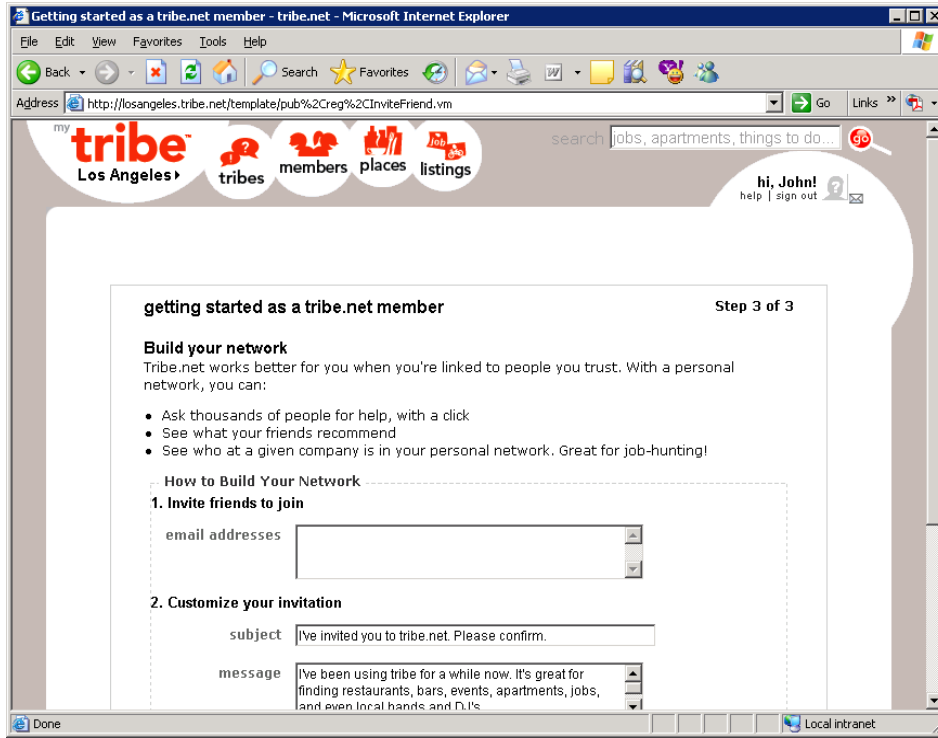 Getting started as a tribe.net member - tribe.net - Microsoft Internet Explorer
File Edit View Favorites Tools Help
Back Search Favorites
Address http://losangeles.tribe.net/template/pub%2Creg%2CInviteFriend.vm Go Links »
my tribe™
Los Angeles
tribes
members
places
Job
listings
search jobs, apartments, things to do... go
hi, John!
help | sign out
getting started as a tribe.net member Step 3 of 3
Build your network
Tribe.net works better for you when you're linked to people you trust. With a personal
network, you can:
• Ask thousands of people for help, with a click
• See what your friends recommend
• See who at a given company is in your personal network. Great for job-hunting!
How to Build Your Network
1. Invite friends to join
email addresses
2. Customize your invitation
subject I've invited you to tribe.net. Please confirm.
message I've been using tribe for a while now. It's great for
finding restaurants, bars, events, apartments, jobs,
and even local bands and DJ's
Done Local intranet